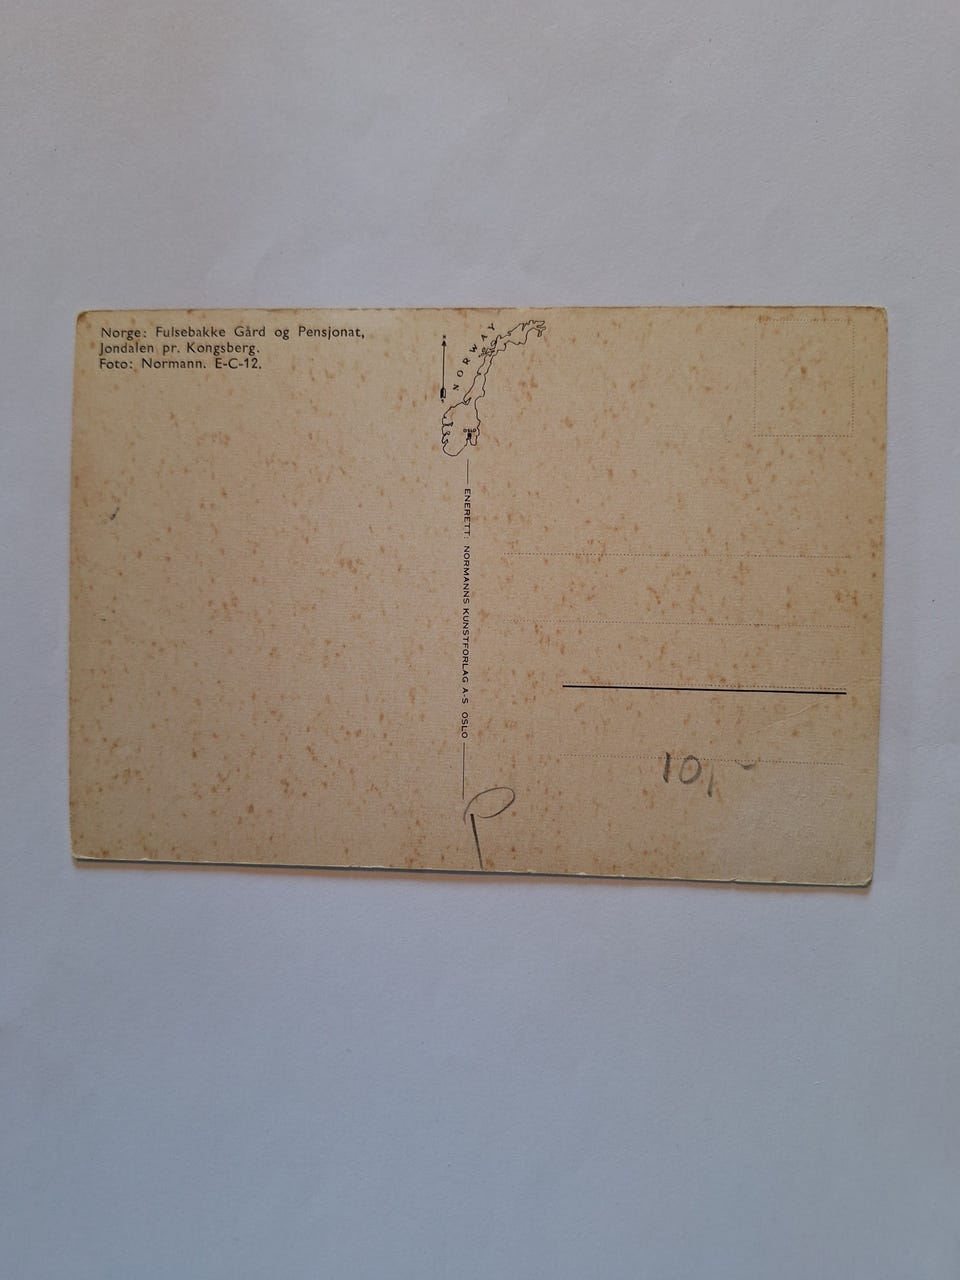 Norge: Fulsebakke Gård og Pensjonat,
Jondalen pr. Kongsberg.
Foto: Normann. E-C-12.
NORWAY
OSLO
ENERETT: NORMANNS KUNSTFORLAG A-S OSLO
10,-